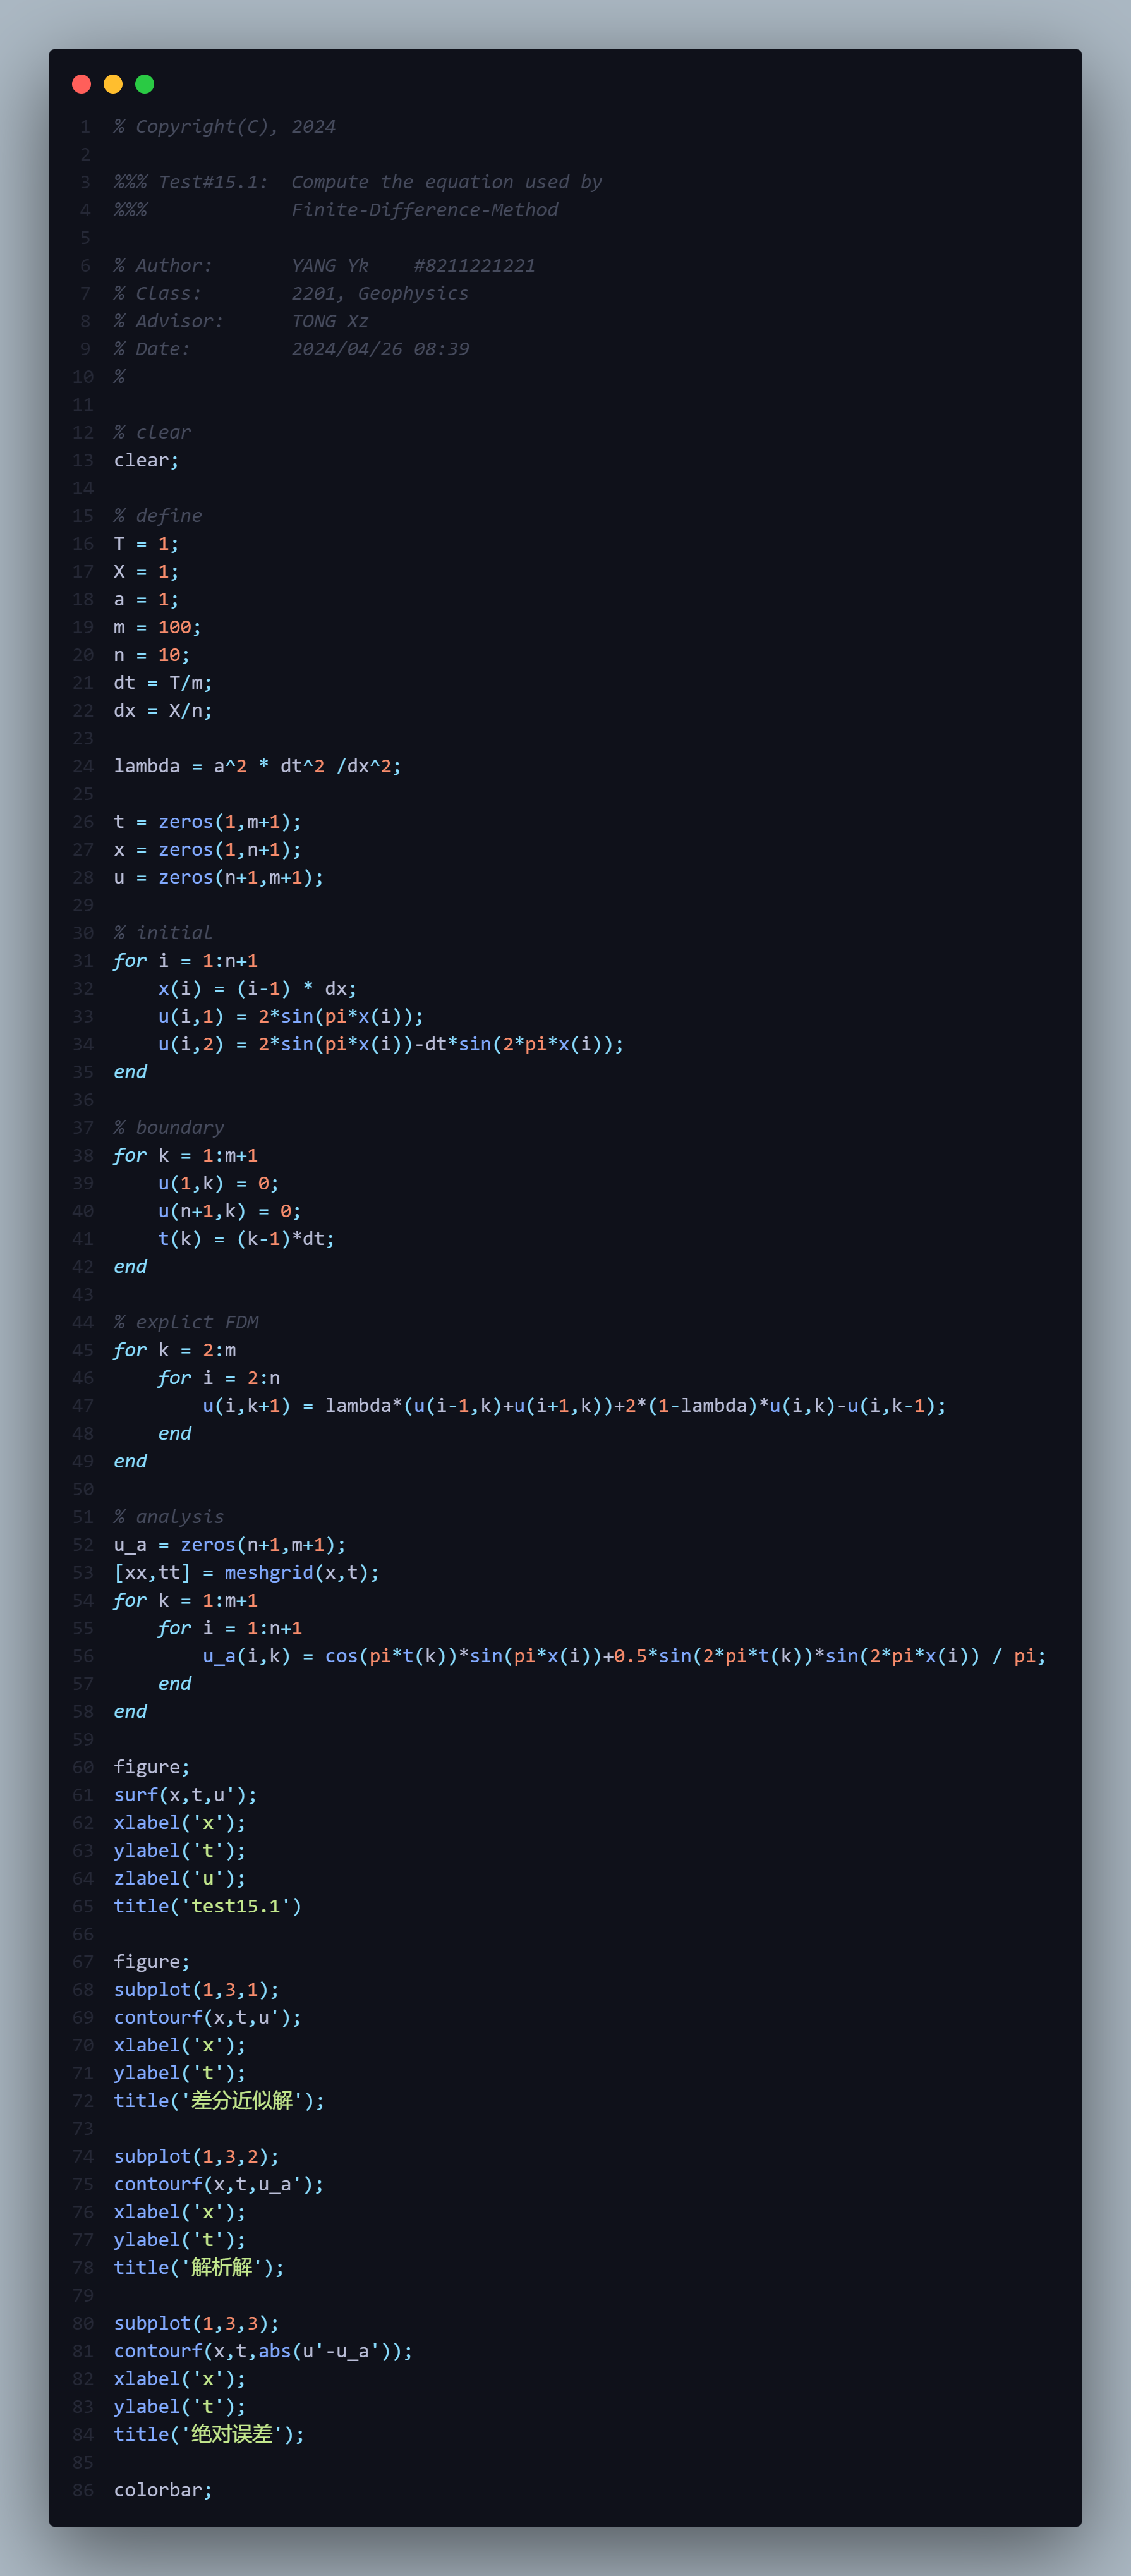 1 % Copyright(C), 2024
2
3 %%% Test#15.1:  Compute the equation used by
4 %%%             Finite-Difference-Method
5
6 % Author:       YANG Yk    #8211221221
7 % Class:        2201, Geophysics
8 % Advisor:      TONG Xz
9 % Date:         2024/04/26 08:39
10 %
11
12 % clear
13 clear;
14
15 % define
16 T = 1;
17 X = 1;
18 a = 1;
19 m = 100;
20 n = 10;
21 dt = T/m;
22 dx = X/n;
23
24 lambda = a^2 * dt^2 /dx^2;
25
26 t = zeros(1,m+1);
27 x = zeros(1,n+1);
28 u = zeros(n+1,m+1);
29
30 % initial
31 for i = 1:n+1
32     x(i) = (i-1) * dx;
33     u(i,1) = 2*sin(pi*x(i));
34     u(i,2) = 2*sin(pi*x(i))-dt*sin(2*pi*x(i));
35 end
36
37 % boundary
38 for k = 1:m+1
39     u(1,k) = 0;
40     u(n+1,k) = 0;
41     t(k) = (k-1)*dt;
42 end
43
44 % explict FDM
45 for k = 2:m
46     for i = 2:n
47         u(i,k+1) = lambda*(u(i-1,k)+u(i+1,k))+2*(1-lambda)*u(i,k)-u(i,k-1);
48     end
49 end
50
51 % analysis
52 u_a = zeros(n+1,m+1);
53 [xx,tt] = meshgrid(x,t);
54 for k = 1:m+1
55     for i = 1:n+1
56         u_a(i,k) = cos(pi*t(k))*sin(pi*x(i))+0.5*sin(2*pi*t(k))*sin(2*pi*x(i)) / pi;
57     end
58 end
59
60 figure;
61 surf(x,t,u');
62 xlabel('x');
63 ylabel('t');
64 zlabel('u');
65 title('test15.1')
66
67 figure;
68 subplot(1,3,1);
69 contourf(x,t,u');
70 xlabel('x');
71 ylabel('t');
72 title('差分近似解');
73
74 subplot(1,3,2);
75 contourf(x,t,u_a');
76 xlabel('x');
77 ylabel('t');
78 title('解析解');
79
80 subplot(1,3,3);
81 contourf(x,t,abs(u'-u_a'));
82 xlabel('x');
83 ylabel('t');
84 title('绝对误差');
85
86 colorbar;